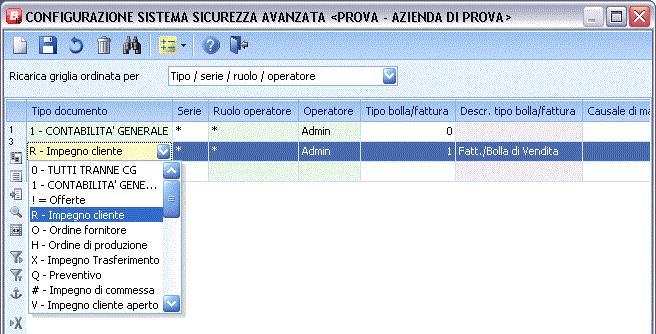 CONFIGURAZIONE SISTEMA SICUREZZA AVANZATA <PROVA - AZIENDA DI PROVA>
Ricarica griglia ordinata per Tipo / serie / ruolo / operatore
Tipo documento Serie Ruolo operatore Operatore Tipo bolla/fattura Descr. tipo bolla/fattura Causale di ma
1 1 - CONTABILITA' GENERALE * * Admin 0
3
R - Impegno cliente * * Admin 1 Fatt./Bolla di Vendita
0 - TUTTI TRANNE CG
1 - CONTABILITA' GENE...
! = Offerte
R - Impegno cliente
O - Ordine fornitore
H - Ordine di produzione
X - Impegno Trasferimento
Q - Preventivo
# - Impegno di commessa
V - Impegno cliente aperto